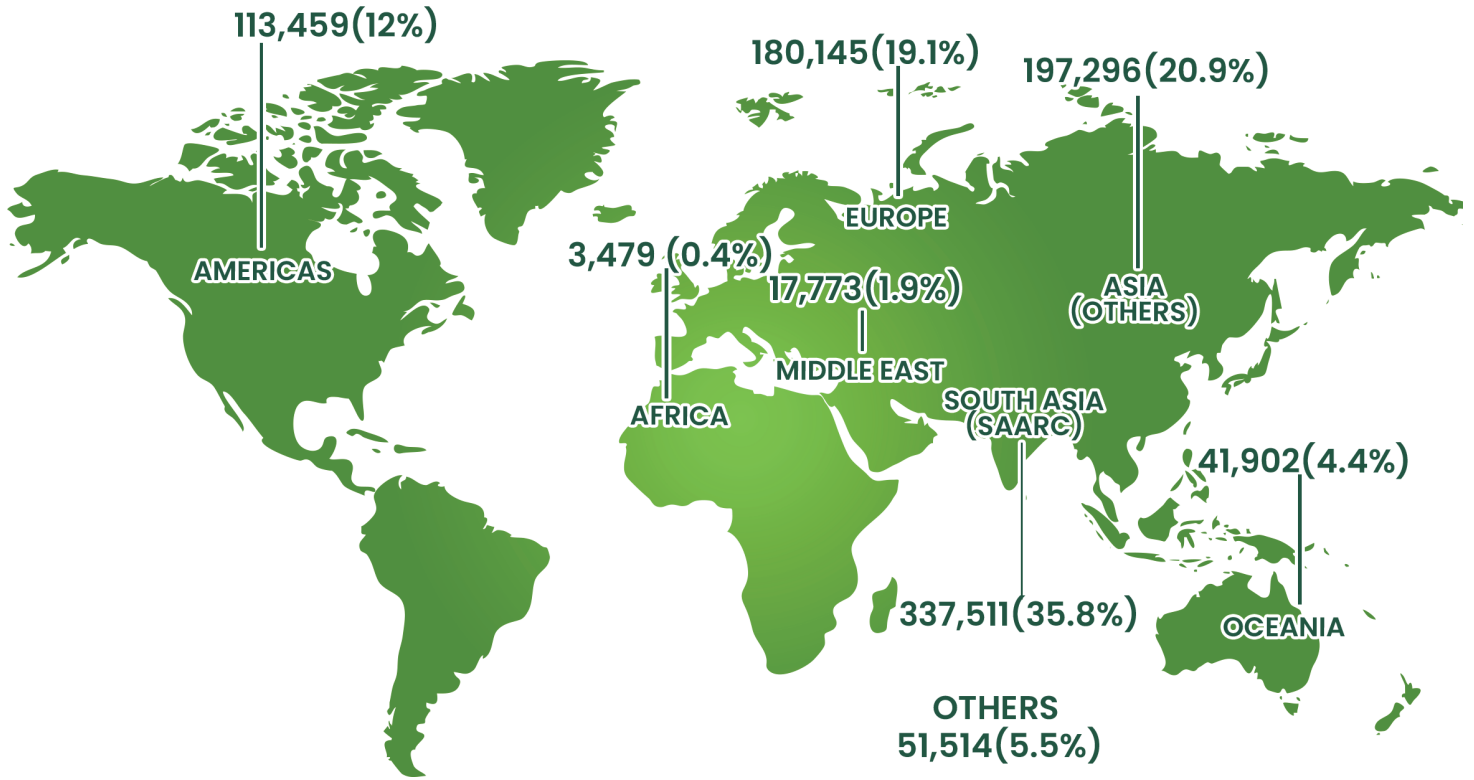 113,459(12%)
AMERICAS
180,145(19.1%)
EUROPE
197,296(20.9%)
ASIA
(OTHERS)
3,479 (0.4%)
AFRICA
17,773(1.9%)
MIDDLE EAST
SOUTH ASIA
(SAARC)
337,511(35.8%)
41,902(4.4%)
OCEANIA
OTHERS
51,514(5.5%)